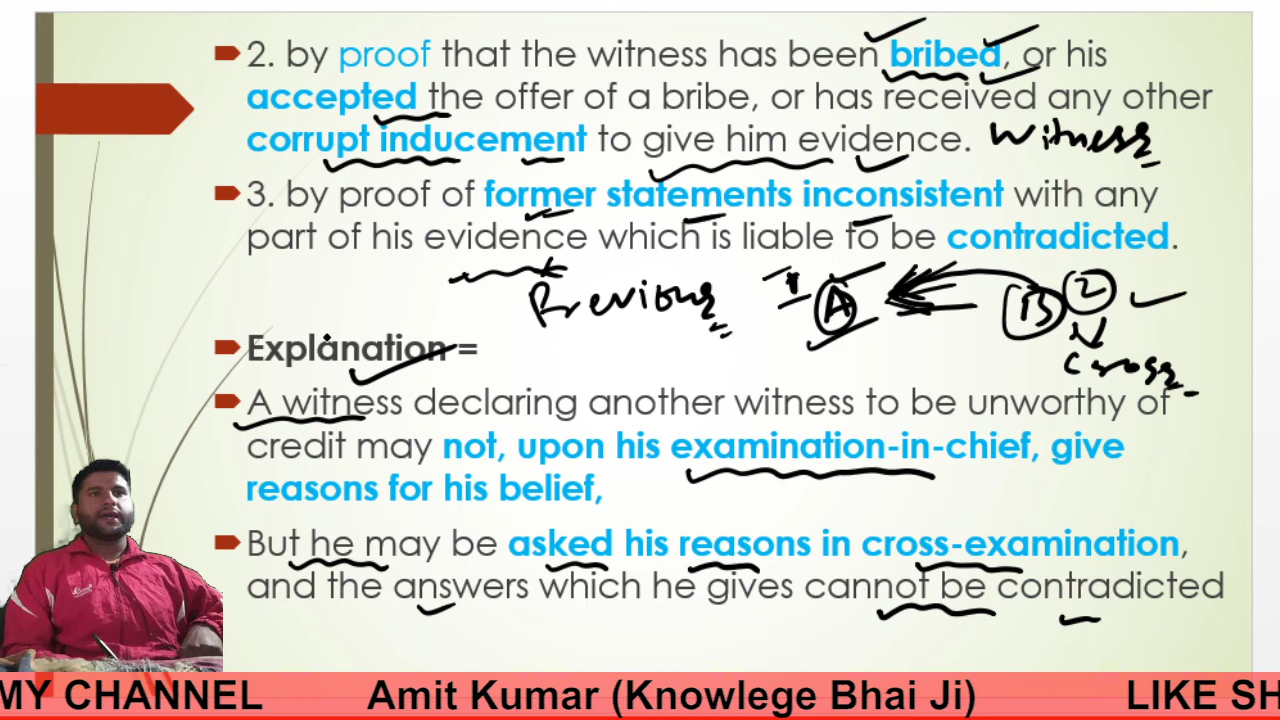 2. by proof that the witness has been bribed, or his
accepted the offer of a bribe, or has received any other
corrupt inducement to give him evidence. Witness
3. by proof of former statements inconsistent with any
part of his evidence which is liable to be contradicted.
Previous A B 2
Cross
Explanation =
A witness declaring another witness to be unworthy of
credit may not, upon his examination-in-chief, give
reasons for his belief,
But he may be asked his reasons in cross-examination,
and the answers which he gives cannot be contradicted
MY CHANNEL Amit Kumar (Knowlege Bhai Ji) LIKE SH